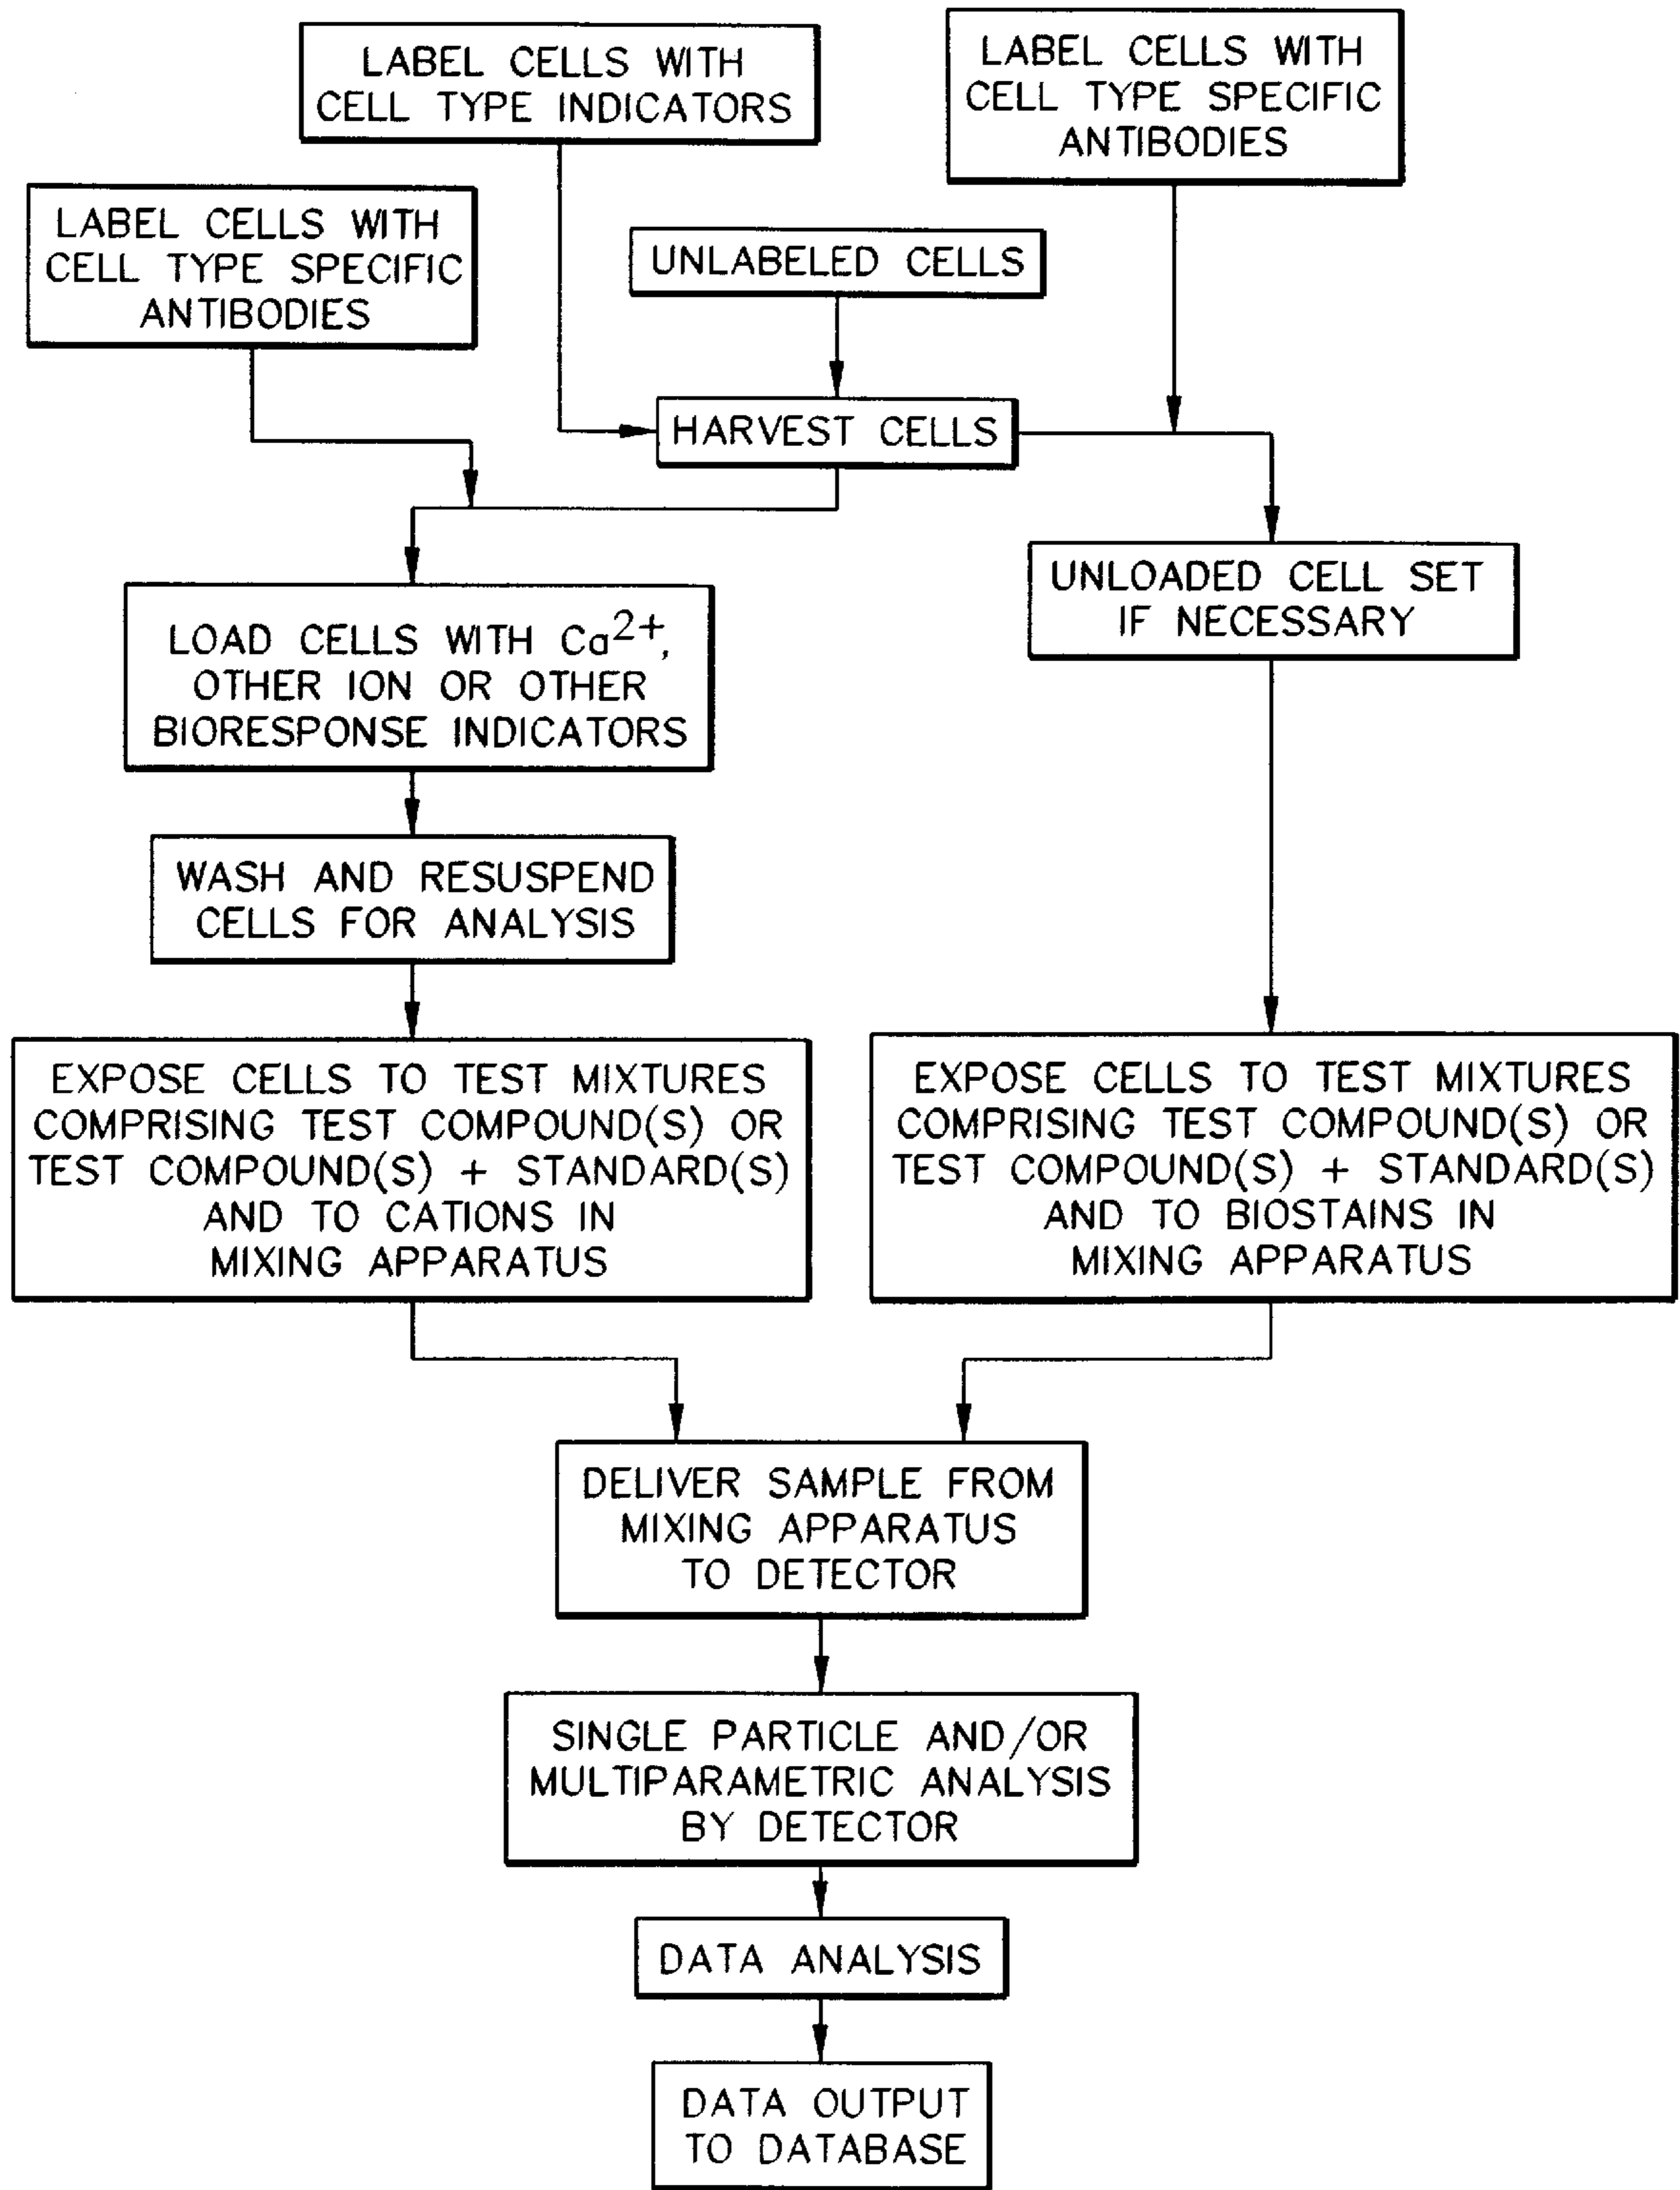 LABEL CELLS WITH
CELL TYPE INDICATORS
LABEL CELLS WITH
CELL TYPE SPECIFIC
ANTIBODIES
LABEL CELLS WITH
CELL TYPE SPECIFIC
ANTIBODIES
UNLABELED CELLS
HARVEST CELLS
UNLOADED CELL SET
IF NECESSARY
LOAD CELLS WITH Ca2+,
OTHER ION OR OTHER
BIORESPONSE INDICATORS
WASH AND RESUSPEND
CELLS FOR ANALYSIS
EXPOSE CELLS TO TEST MIXTURES
COMPRISING TEST COMPOUND(S) OR
TEST COMPOUND(S) + STANDARD(S)
AND TO CATIONS IN
MIXING APPARATUS
EXPOSE CELLS TO TEST MIXTURES
COMPRISING TEST COMPOUND(S) OR
TEST COMPOUND(S) + STANDARD(S)
AND TO BIOSTAINS IN
MIXING APPARATUS
DELIVER SAMPLE FROM
MIXING APPARATUS
TO DETECTOR
SINGLE PARTICLE AND/OR
MULTIPARAMETRIC ANALYSIS
BY DETECTOR
DATA ANALYSIS
DATA OUTPUT
TO DATABASE